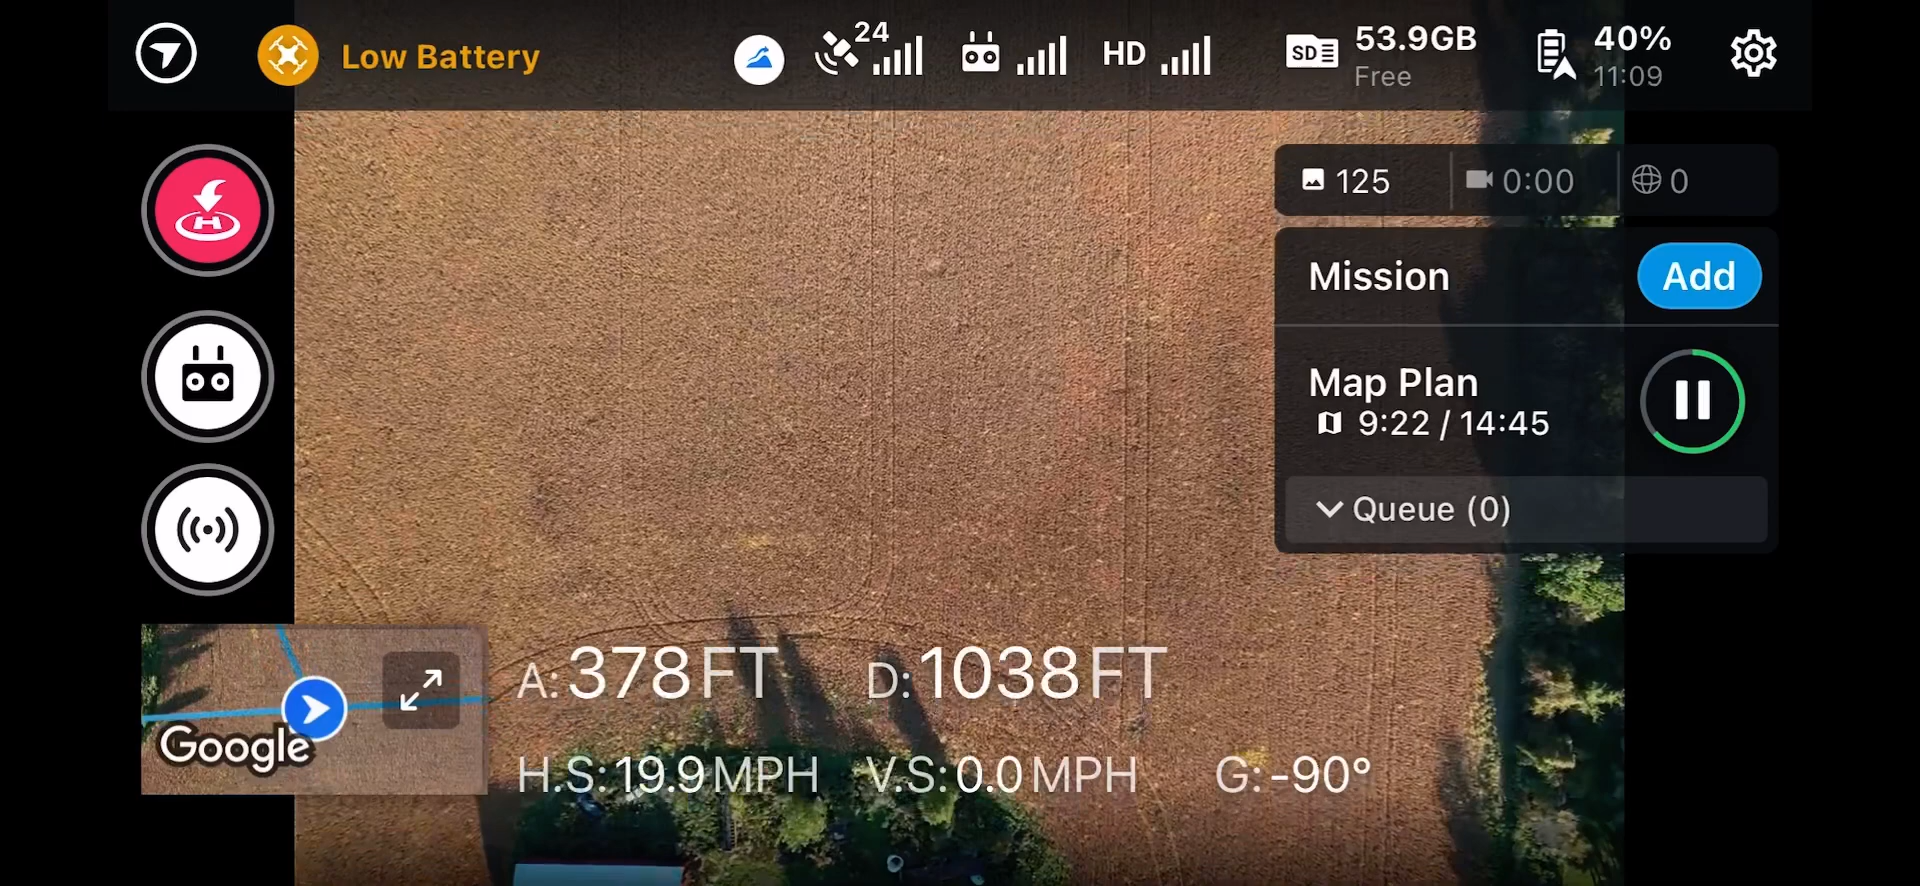 Low Battery
24
HD
SD
53.9GB
Free
40%
11:09
H
125
0:00
0
Mission
Add
Map Plan
9:22 / 14:45
Queue (0)
A:378FT
D:1038FT
Google
H.S:19.9MPH
V.S:0.0MPH
G:-90°